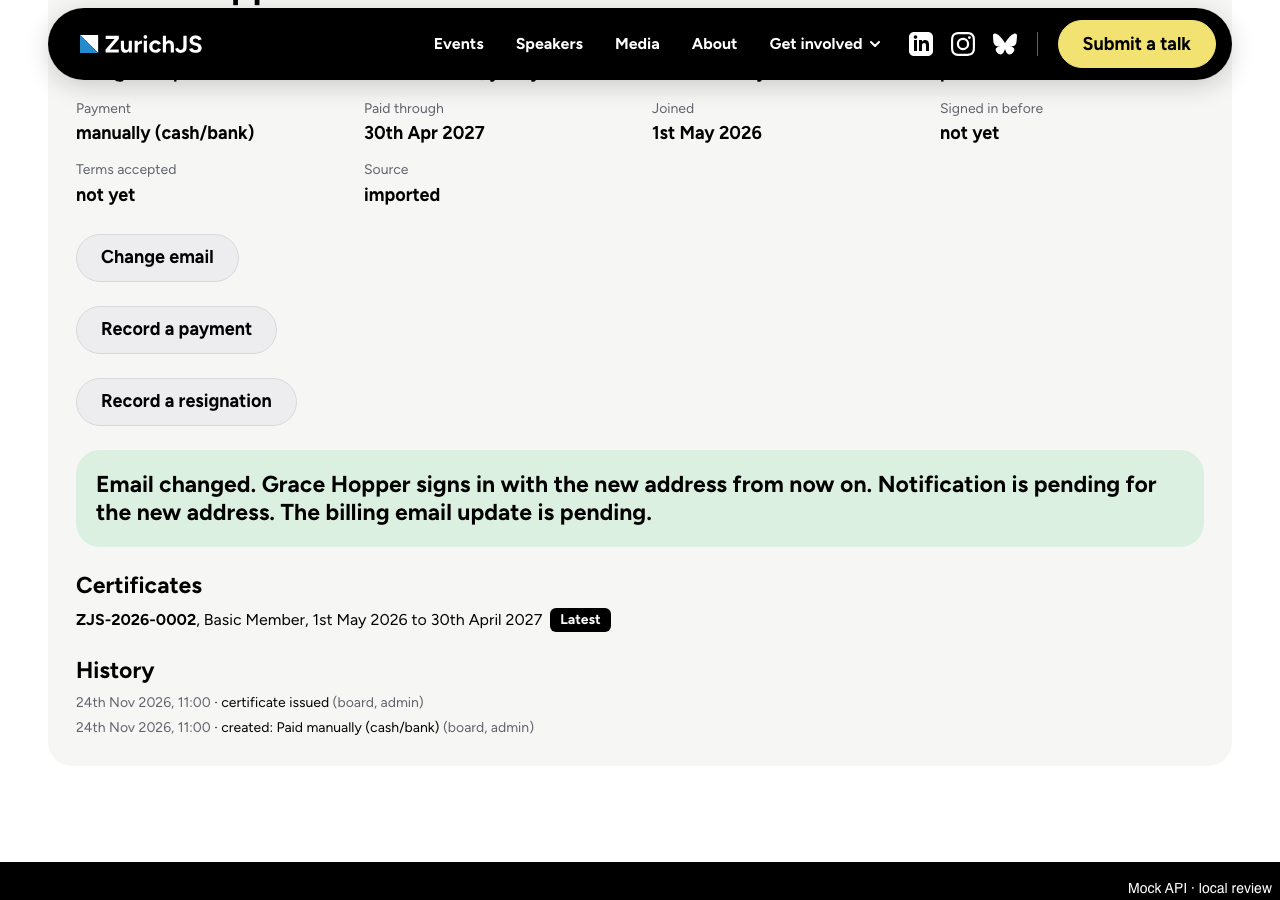 ZurichJS
Events
Speakers
Media
About
Get involved
Submit a talk
Payment
manually (cash/bank)
Paid through
30th Apr 2027
Joined
1st May 2026
Signed in before
not yet
Terms accepted
not yet
Source
imported
Change email
Record a payment
Record a resignation
Email changed. Grace Hopper signs in with the new address from now on. Notification is pending for
the new address. The billing email update is pending.
Certificates
ZJS-2026-0002, Basic Member, 1st May 2026 to 30th April 2027 Latest
History
24th Nov 2026, 11:00 · certificate issued (board, admin)
24th Nov 2026, 11:00 · created: Paid manually (cash/bank) (board, admin)
Mock API · local review